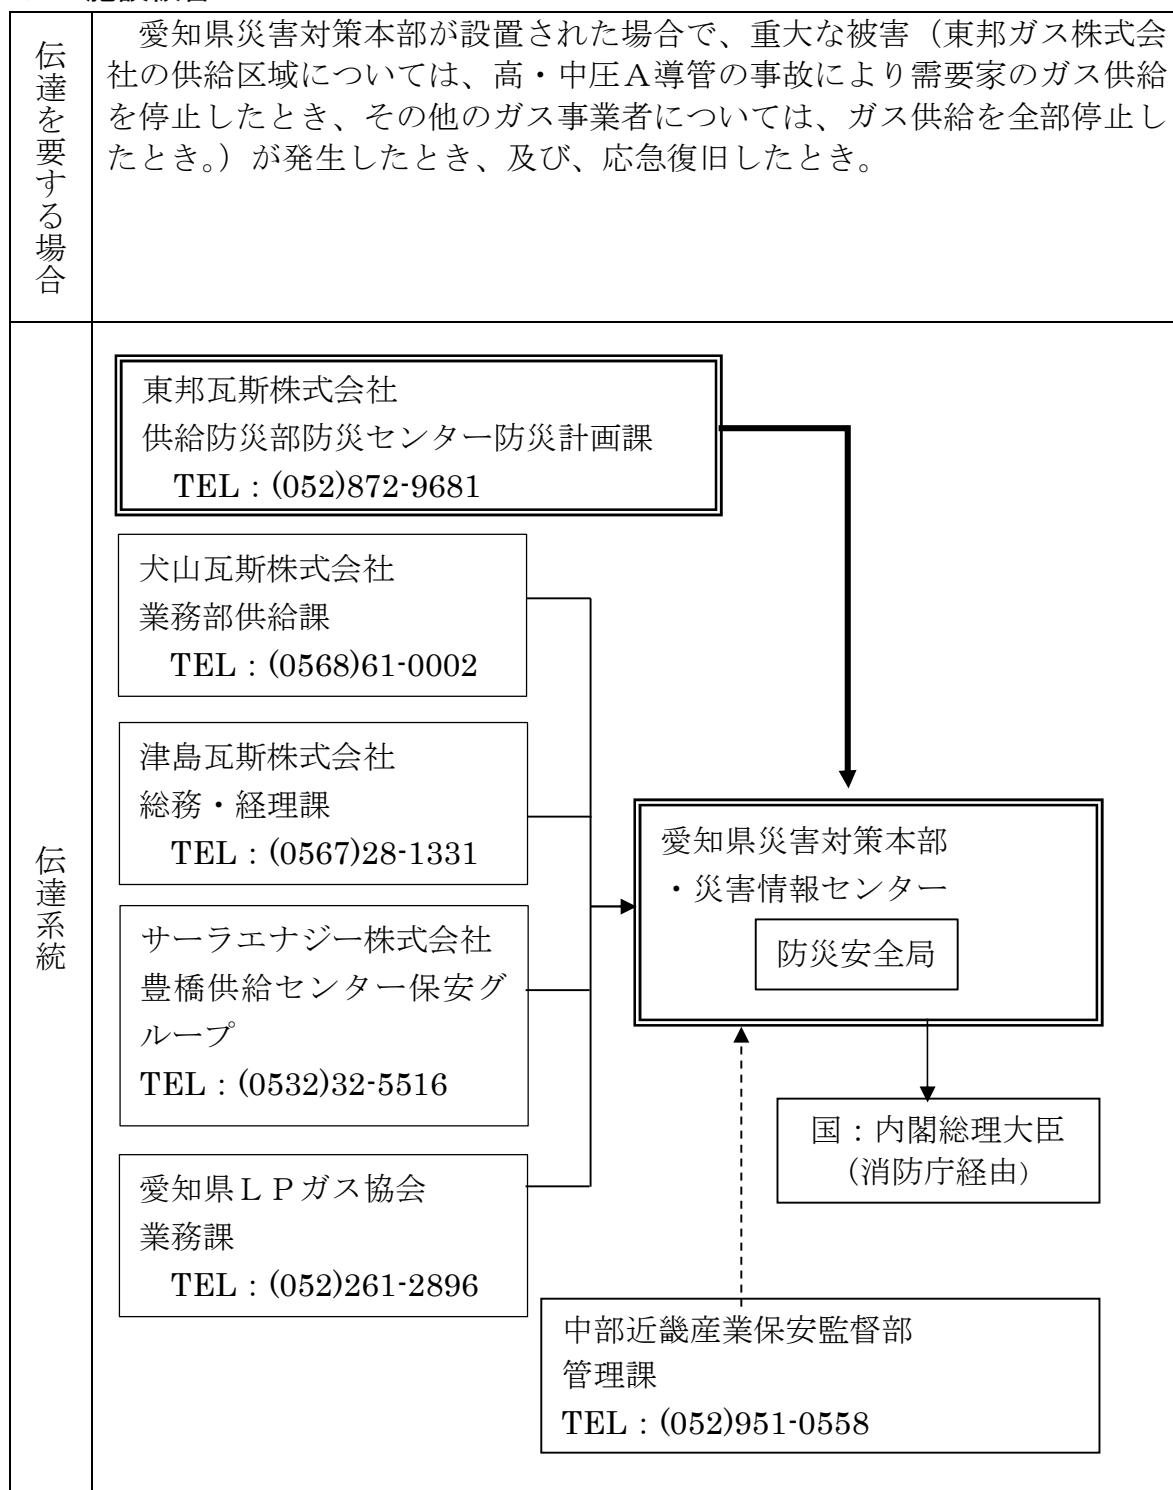 伝達を要する場合
愛知県災害対策本部が設置された場合で、重大な被害（東邦ガス株式会
社の供給区域については、高・中圧Ａ導管の事故により需要家のガス供給
を停止したとき、その他のガス事業者については、ガス供給を全部停止し
たとき。）が発生したとき、及び、応急復旧したとき。
伝達系統
東邦瓦斯株式会社
供給防災部防災センター防災計画課
TEL：(052)872-9681
犬山瓦斯株式会社
業務部供給課
TEL：(0568)61-0002
津島瓦斯株式会社
総務・経理課
TEL：(0567)28-1331
サーラエナジー株式会社
豊橋供給センター保安グ
ループ
TEL：(0532)32-5516
愛知県ＬＰガス協会
業務課
TEL：(052)261-2896
愛知県災害対策本部
・災害情報センター
防災安全局
国：内閣総理大臣
（消防庁経由）
中部近畿産業保安監督部
管理課
TEL：(052)951-0558